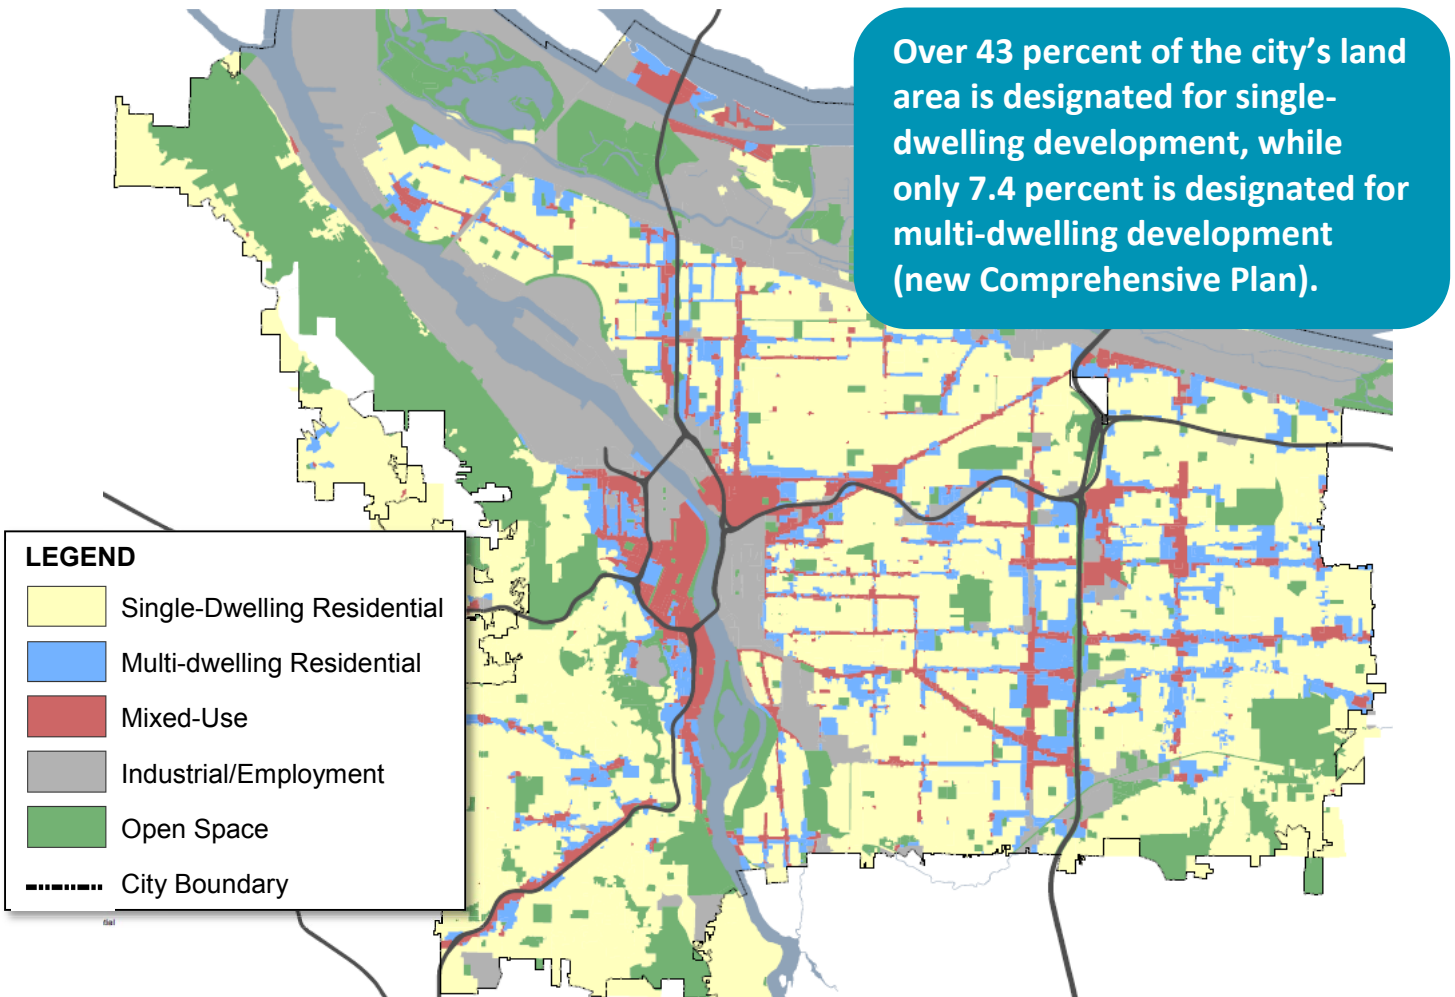 Over 43 percent of the city’s land
area is designated for single-
dwelling development, while
only 7.4 percent is designated for
multi-dwelling development
(new Comprehensive Plan).
LEGEND
Single-Dwelling Residential
Multi-dwelling Residential
Mixed-Use
Industrial/Employment
Open Space
City Boundary